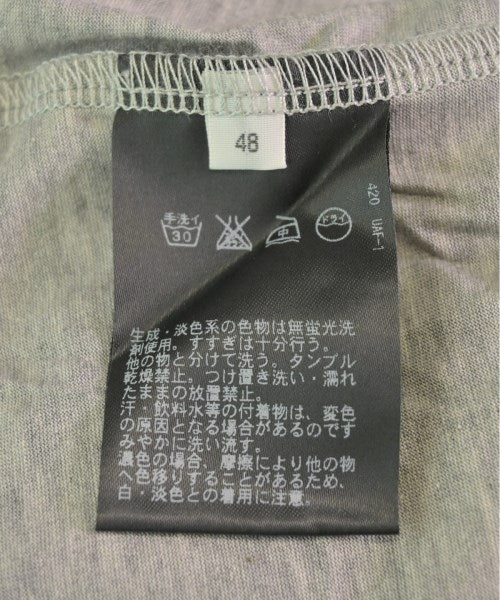 48
420 UAF-1
手洗イ
30
中
ドライ
生成・淡色系の色物は無蛍光洗
剤使用。すすぎは十分行う。
他の物と分けて洗う。タンブル
乾燥禁止。つけ置き洗い・濡れ
たままの放置禁止。
汗・飲料水等の付着物は、変色
の原因となる場合があるのです
みやかに洗い流す。
濃色の場合、摩擦により他の物
へ色移りすることがあるため、
白・淡色との着用に注意。